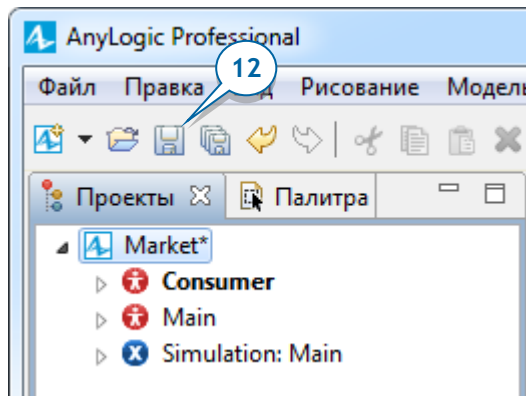 AnyLogic Professional
12
Файл Правка д Рисование Модель
Проекты Палитра
Market*
Consumer
Main
Simulation: Main